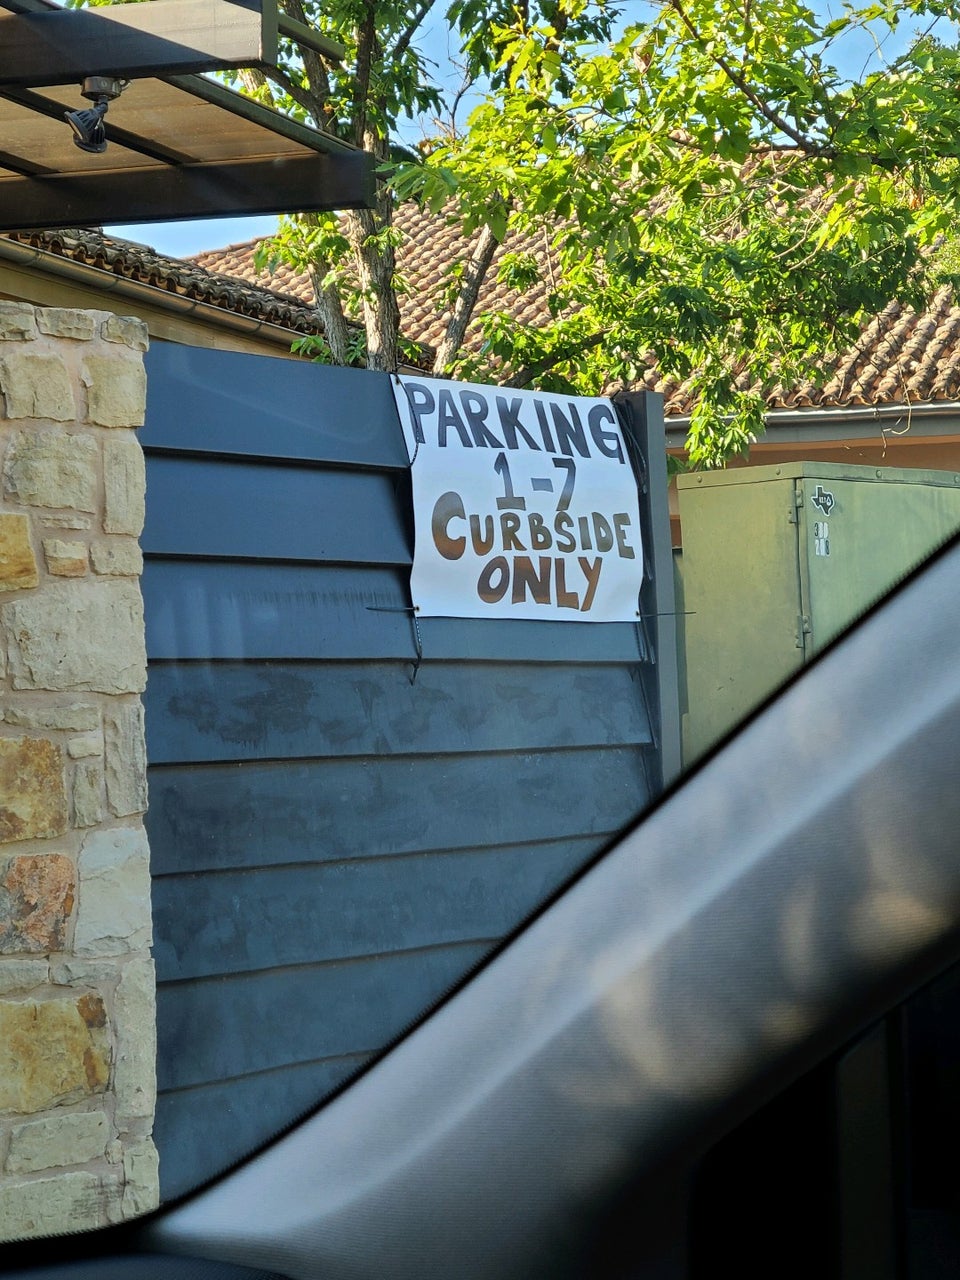 PARKING
1-7
CURBSIDE
ONLY